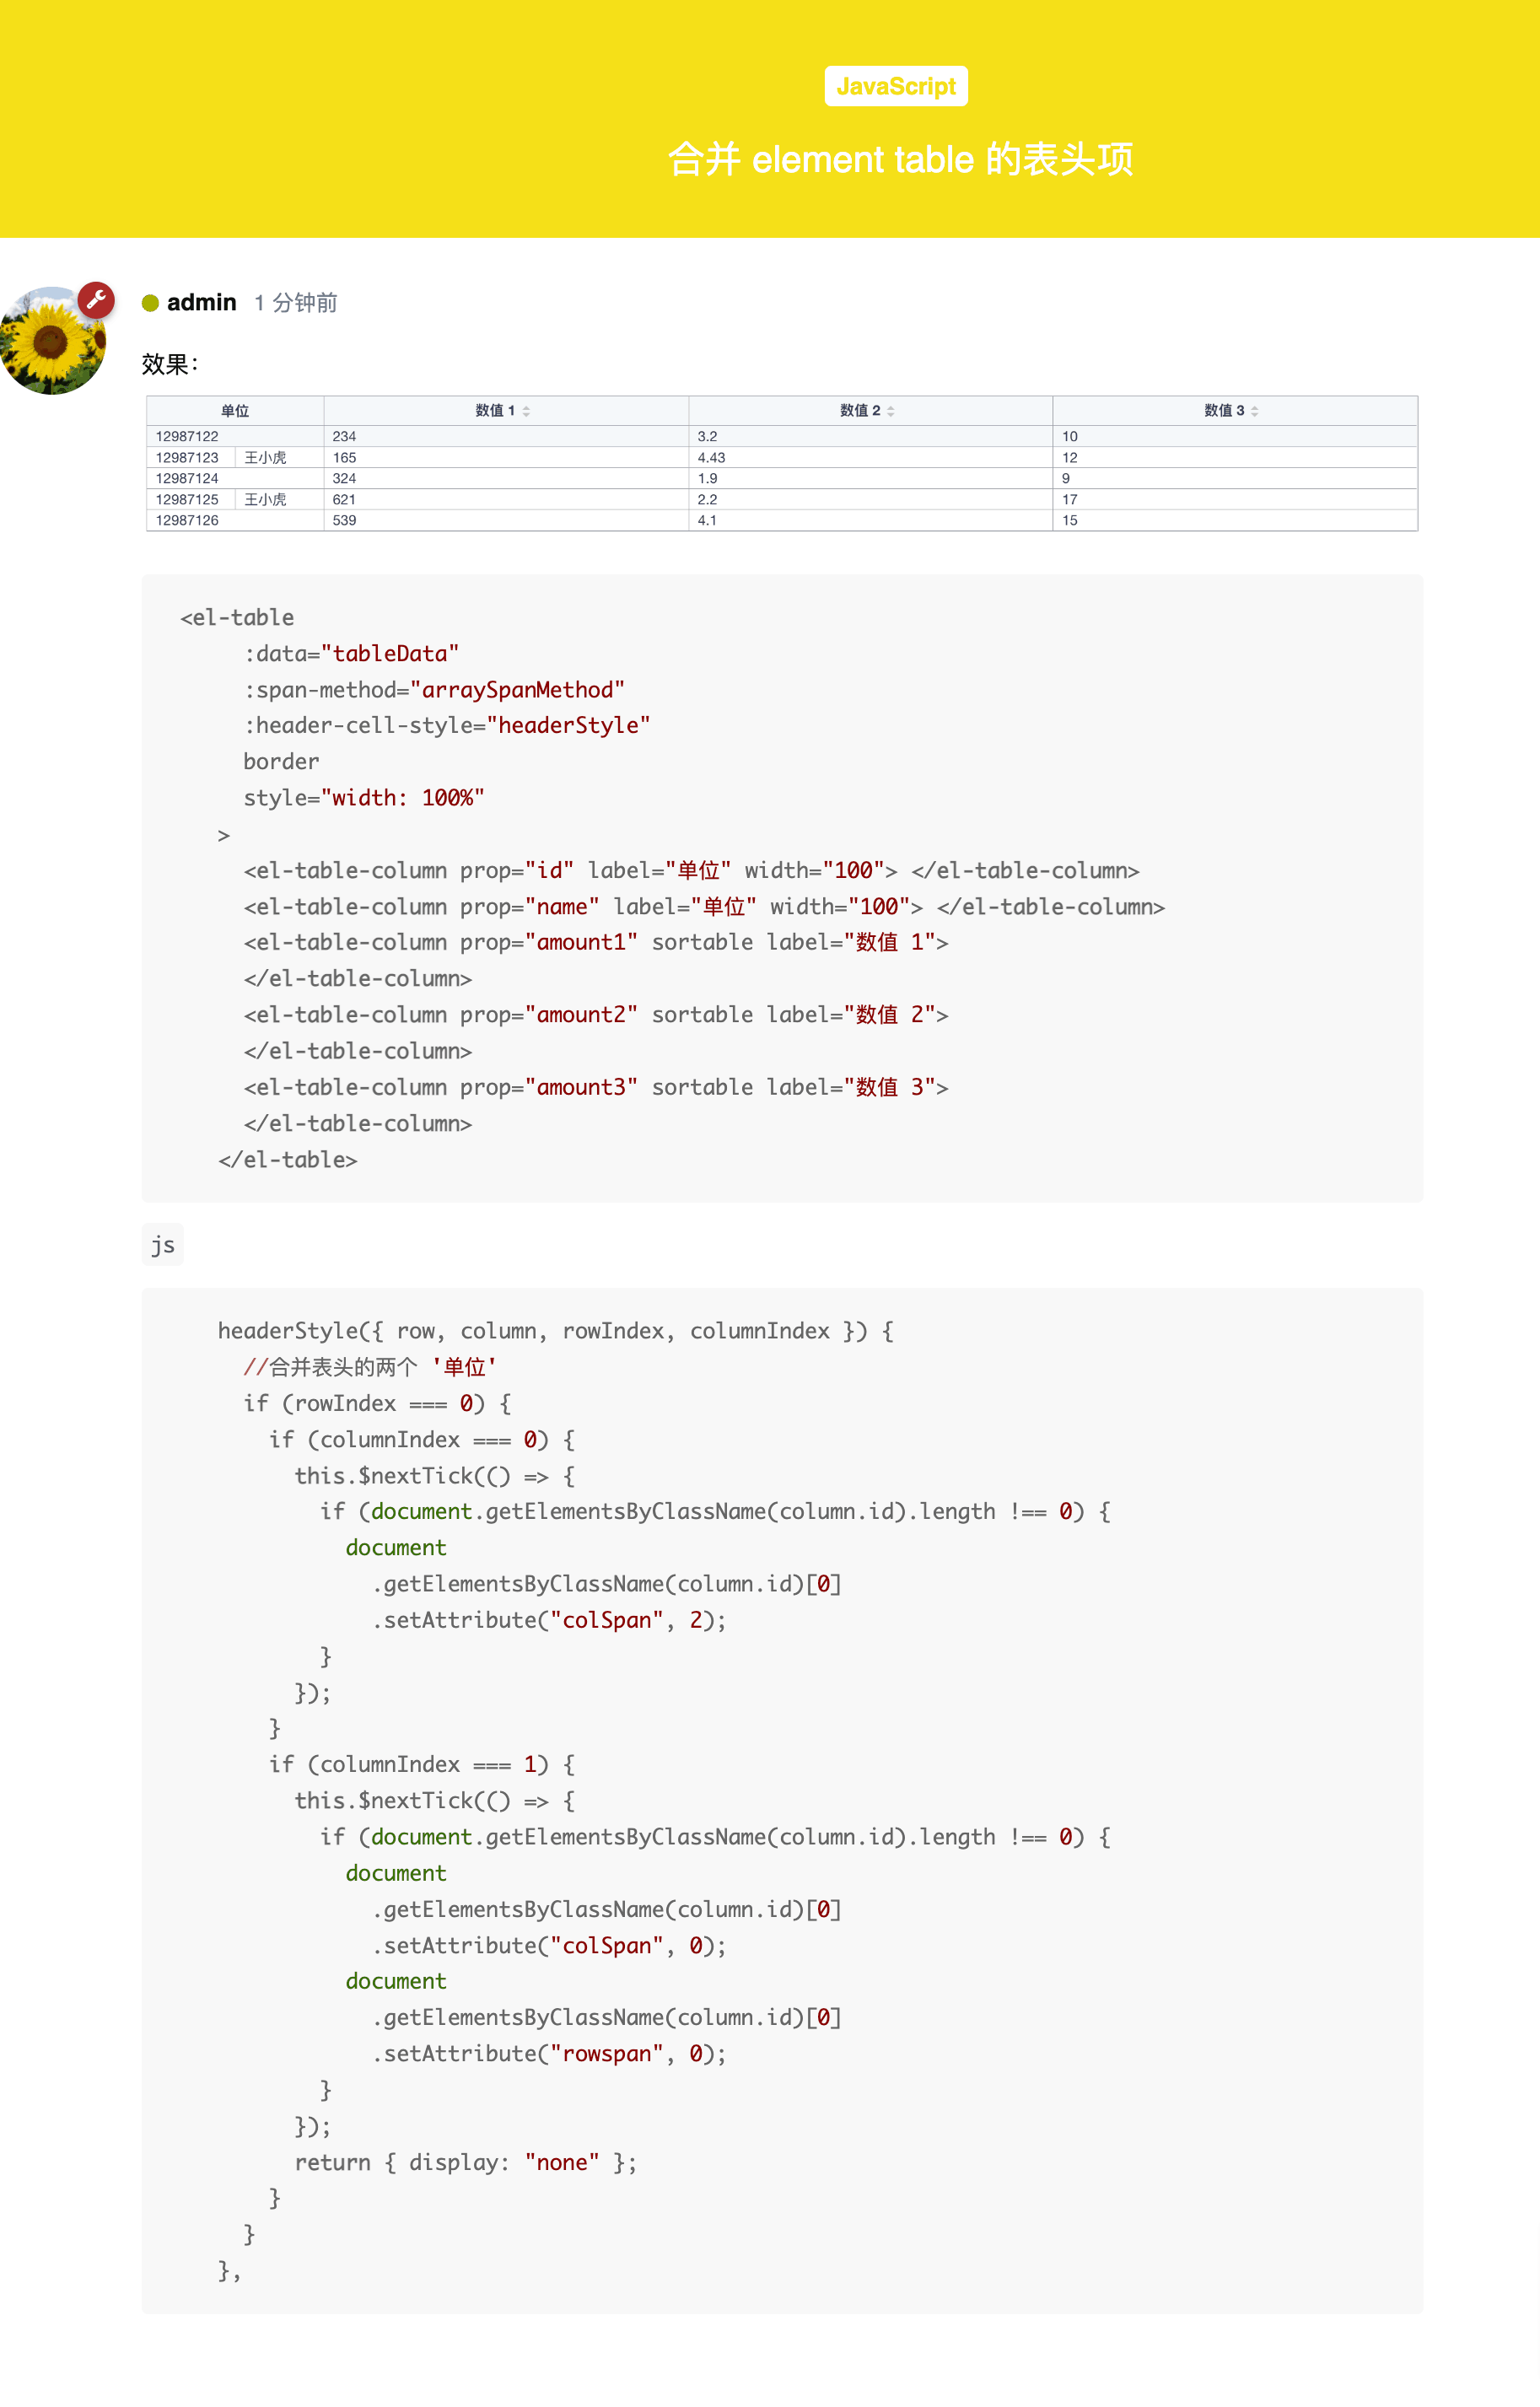 JavaScript
合并 element table 的表头项
admin 1 分钟前
效果：
单位 数值 1 数值 2 数值 3
12987122 234 3.2 10
12987123 王小虎 165 4.43 12
12987124 324 1.9 9
12987125 王小虎 621 2.2 17
12987126 539 4.1 15
<el-table
:data="tableData"
:span-method="arraySpanMethod"
:header-cell-style="headerStyle"
border
style="width: 100%"
>
<el-table-column prop="id" label="单位" width="100"> </el-table-column>
<el-table-column prop="name" label="单位" width="100"> </el-table-column>
<el-table-column prop="amount1" sortable label="数值 1">
</el-table-column>
<el-table-column prop="amount2" sortable label="数值 2">
</el-table-column>
<el-table-column prop="amount3" sortable label="数值 3">
</el-table-column>
</el-table>
js
headerStyle({ row, column, rowIndex, columnIndex }) {
//合并表头的两个 '单位'
if (rowIndex === 0) {
if (columnIndex === 0) {
this.$nextTick(() => {
if (document.getElementsByClassName(column.id).length !== 0) {
document
.getElementsByClassName(column.id)[0]
.setAttribute("colSpan", 2);
}
});
}
if (columnIndex === 1) {
this.$nextTick(() => {
if (document.getElementsByClassName(column.id).length !== 0) {
document
.getElementsByClassName(column.id)[0]
.setAttribute("colSpan", 0);
document
.getElementsByClassName(column.id)[0]
.setAttribute("rowspan", 0);
}
});
return { display: "none" };
}
}
},